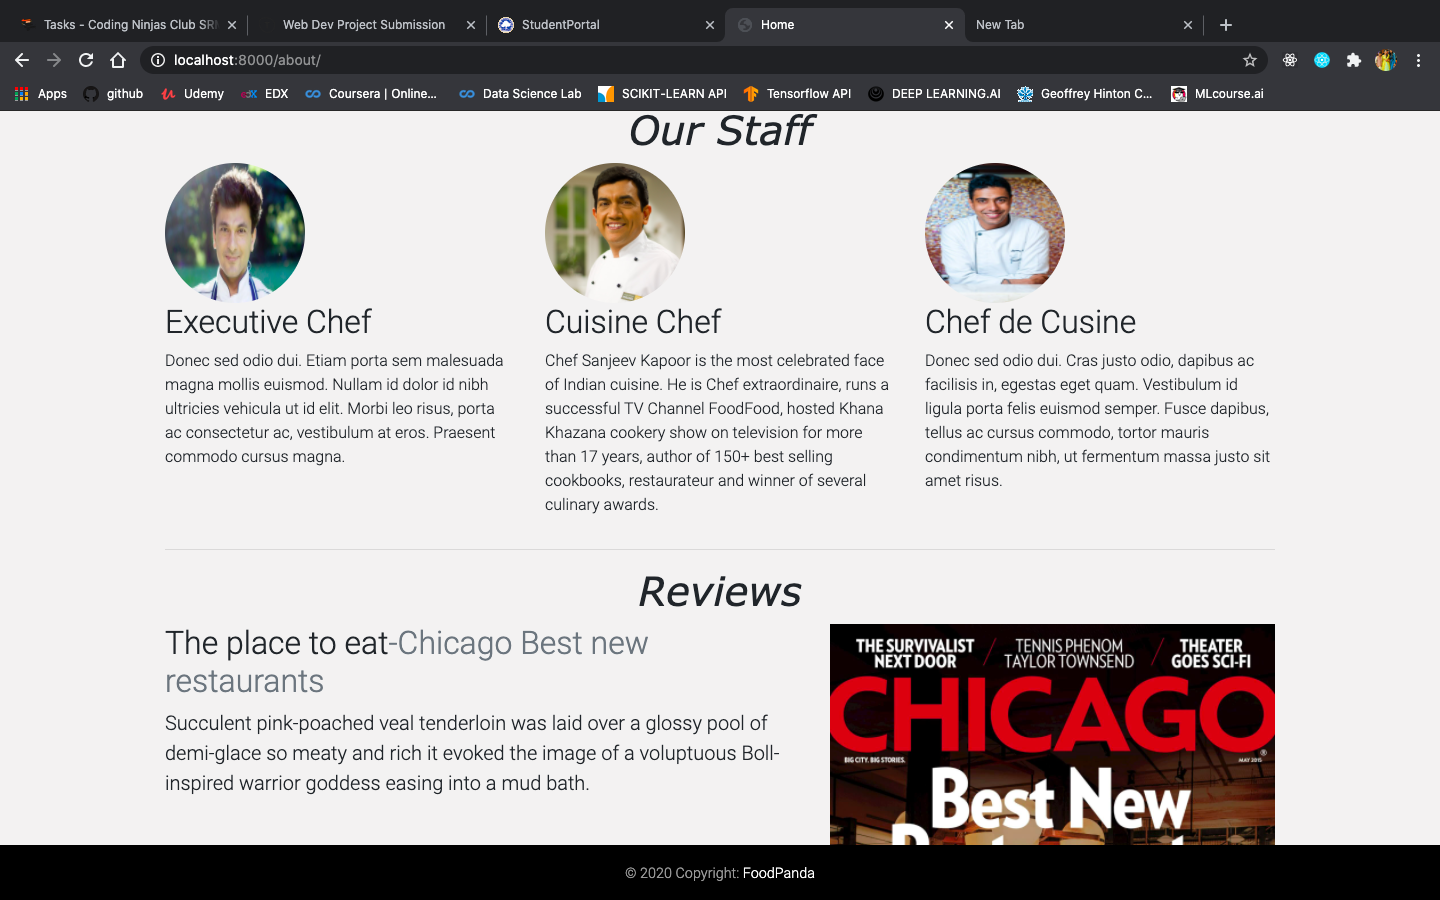 Tasks - Coding Ninjas Club SRM
Web Dev Project Submission
StudentPortal
Home
New Tab
localhost:8000/about/
Apps
github
Udemy
EDX
Coursera | Online...
Data Science Lab
SCIKIT-LEARN API
Tensorflow API
DEEP LEARNING.AI
Geoffrey Hinton C...
MLcourse.ai
Our Staff
Executive Chef
Donec sed odio dui. Etiam porta sem malesuada
magna mollis euismod. Nullam id dolor id nibh
ultricies vehicula ut id elit. Morbi leo risus, porta
ac consectetur ac, vestibulum at eros. Praesent
commodo cursus magna.
Cuisine Chef
Chef Sanjeev Kapoor is the most celebrated face
of Indian cuisine. He is Chef extraordinaire, runs a
successful TV Channel FoodFood, hosted Khana
Khazana cookery show on television for more
than 17 years, author of 150+ best selling
cookbooks, restaurateur and winner of several
culinary awards.
Chef de Cusine
Donec sed odio dui. Cras justo odio, dapibus ac
facilisis in, egestas eget quam. Vestibulum id
ligula porta felis euismod semper. Fusce dapibus,
tellus ac cursus commodo, tortor mauris
condimentum nibh, ut fermentum massa justo sit
amet risus.
Reviews
The place to eat-Chicago Best new
restaurants
Succulent pink-poached veal tenderloin was laid over a glossy pool of
demi-glace so meaty and rich it evoked the image of a voluptuous Boll-
inspired warrior goddess easing into a mud bath.
THE SURVIVALIST
NEXT DOOR
TENNIS PHENOM
TAYLOR TOWNSEND
THEATER
GOES SCI-FI
CHICAGO
BIG CITY. BIG STORIES.
MAY 2015
Best New
© 2020 Copyright: FoodPanda